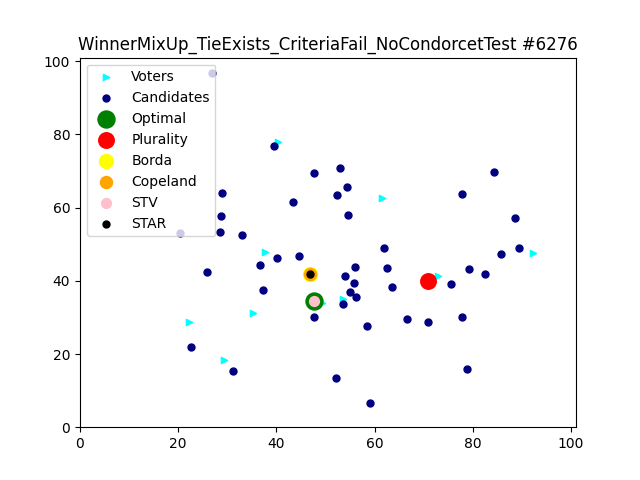 WinnerMixUp_TieExists_CriteriaFail_NoCondorcetTest #6276
100
80
60
40
20
0
0 20 40 60 80 100
Voters
Candidates
Optimal
Plurality
Borda
Copeland
STV
STAR